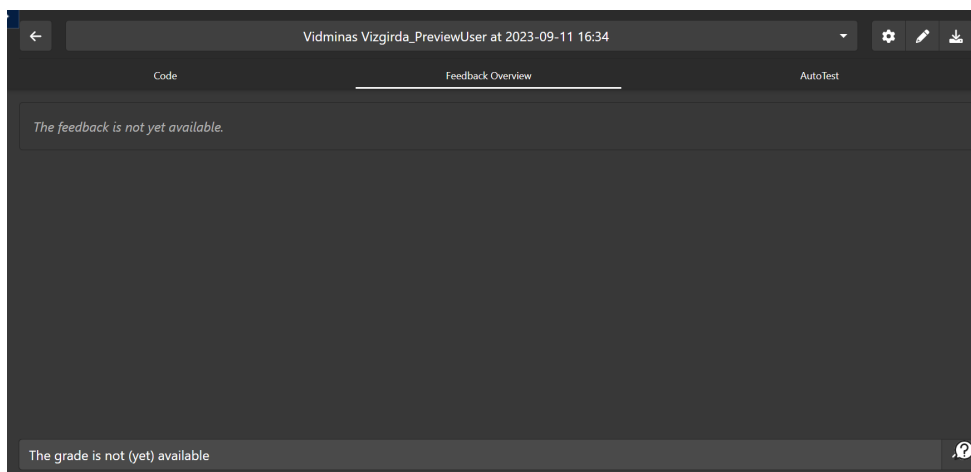 Vidminas Vizgirda_PreviewUser at 2023-09-11 16:34
Code
Feedback Overview
AutoTest
The feedback is not yet available.
The grade is not (yet) available